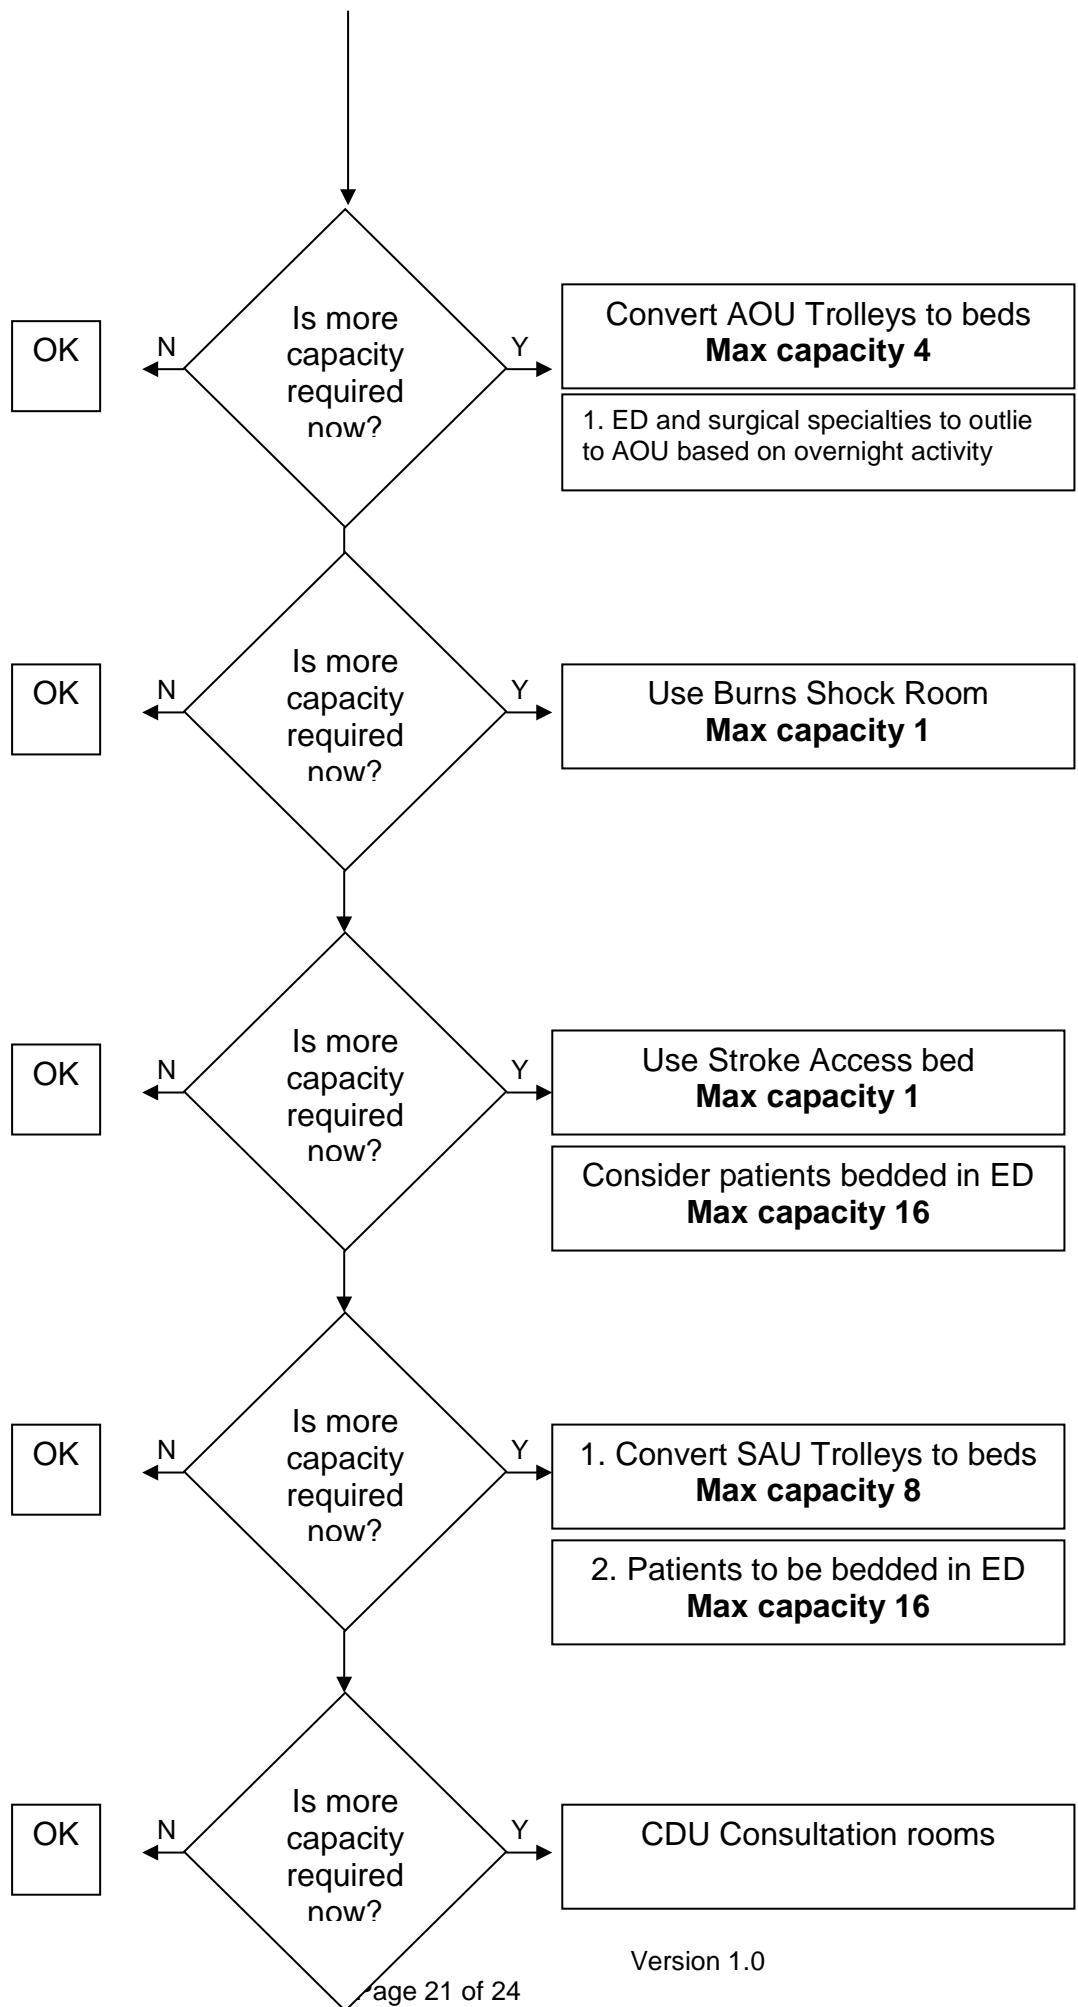 Is more
capacity
required
now?
OK
N
Y
Convert AOU Trolleys to beds
Max capacity 4
1. ED and surgical specialties to outlie
to AOU based on overnight activity
Is more
capacity
required
now?
OK
N
Y
Use Burns Shock Room
Max capacity 1
Is more
capacity
required
now?
OK
N
Y
Use Stroke Access bed
Max capacity 1
Consider patients bedded in ED
Max capacity 16
Is more
capacity
required
now?
OK
N
Y
1. Convert SAU Trolleys to beds
Max capacity 8
2. Patients to be bedded in ED
Max capacity 16
Is more
capacity
required
now?
OK
N
Y
CDU Consultation rooms
Version 1.0
Page 21 of 24